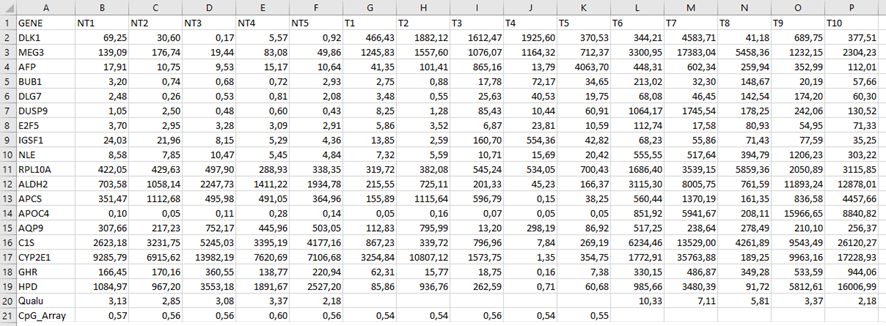 A B C D E F G H I J K L M N O P
1 GENE NT1 NT2 NT3 NT4 NT5 T1 T2 T3 T4 T5 T6 T7 T8 T9 T10
2 DLK1 69,25 30,60 0,17 5,57 0,92 466,43 1882,12 1612,47 1925,60 370,53 344,21 4583,71 41,18 689,75 377,51
3 MEG3 139,09 176,74 19,44 83,08 49,86 1245,83 1557,60 1076,07 1164,32 712,37 3300,95 17383,04 5458,36 1232,15 2304,23
4 AFP 17,91 10,75 9,53 15,17 10,64 41,35 101,41 865,16 13,79 4063,70 448,31 602,34 259,94 352,99 112,01
5 BUB1 3,20 0,74 0,68 0,72 2,93 2,75 0,88 17,78 72,17 34,65 213,02 32,30 148,67 20,19 57,66
6 DLG7 2,48 0,26 0,53 0,81 2,08 3,48 0,55 25,63 40,53 19,75 68,08 46,45 142,54 174,20 60,30
7 DUSP9 1,05 2,50 0,48 0,60 0,43 8,25 1,28 85,43 10,44 60,91 1064,17 1745,54 178,25 242,06 130,52
8 E2F5 3,70 2,95 3,28 3,09 2,91 5,86 3,52 6,87 23,81 10,59 112,74 17,58 80,93 54,95 71,33
9 IGSF1 24,03 21,96 8,15 5,29 4,36 13,85 2,59 160,70 554,36 42,82 68,23 55,86 71,43 77,59 35,25
10 NLE 8,58 7,85 10,47 5,45 4,84 7,32 5,59 10,71 15,69 20,42 555,55 517,64 394,79 1206,23 303,22
11 RPL10A 422,05 429,63 497,90 288,93 338,35 319,72 382,08 545,24 534,05 700,43 1686,40 3539,15 5859,36 2050,89 3115,85
12 ALDH2 703,58 1058,14 2247,73 1411,22 1934,78 215,55 725,11 201,33 45,23 166,37 3115,30 8005,75 761,59 11893,24 12878,01
13 APCS 351,47 1112,68 495,98 491,05 364,96 155,89 1115,64 596,79 0,15 38,25 560,44 1370,19 161,35 836,58 4457,66
14 APOC4 0,10 0,05 0,11 0,28 0,14 0,05 0,16 0,07 0,05 0,05 851,92 5941,67 208,11 15966,65 8840,82
15 AQP9 307,66 217,23 752,17 445,96 503,05 112,83 795,99 13,20 298,19 86,92 517,25 238,64 278,49 210,10 256,37
16 C1S 2623,18 3231,75 5245,03 3395,19 4177,16 867,23 339,72 796,96 7,84 269,19 6234,46 13529,00 4261,89 9543,49 26120,27
17 CYP2E1 9285,79 6915,62 13982,19 7620,69 7106,68 3254,84 10807,12 1573,75 1,35 354,75 1772,91 35763,88 189,25 9963,16 17228,93
18 GHR 166,45 170,16 360,55 138,77 220,94 62,31 15,77 18,75 0,16 7,38 330,15 486,87 349,28 533,59 944,06
19 HPD 1084,97 967,20 3553,18 1891,67 2527,20 85,86 936,76 262,59 0,71 60,68 985,66 3480,39 91,72 5812,61 16006,99
20 Qualu 3,13 2,85 3,08 3,37 2,18 10,33 7,11 5,81 3,37 2,18
21 CpG_Array 0,57 0,56 0,56 0,60 0,56 0,54 0,54 0,56 0,54 0,55